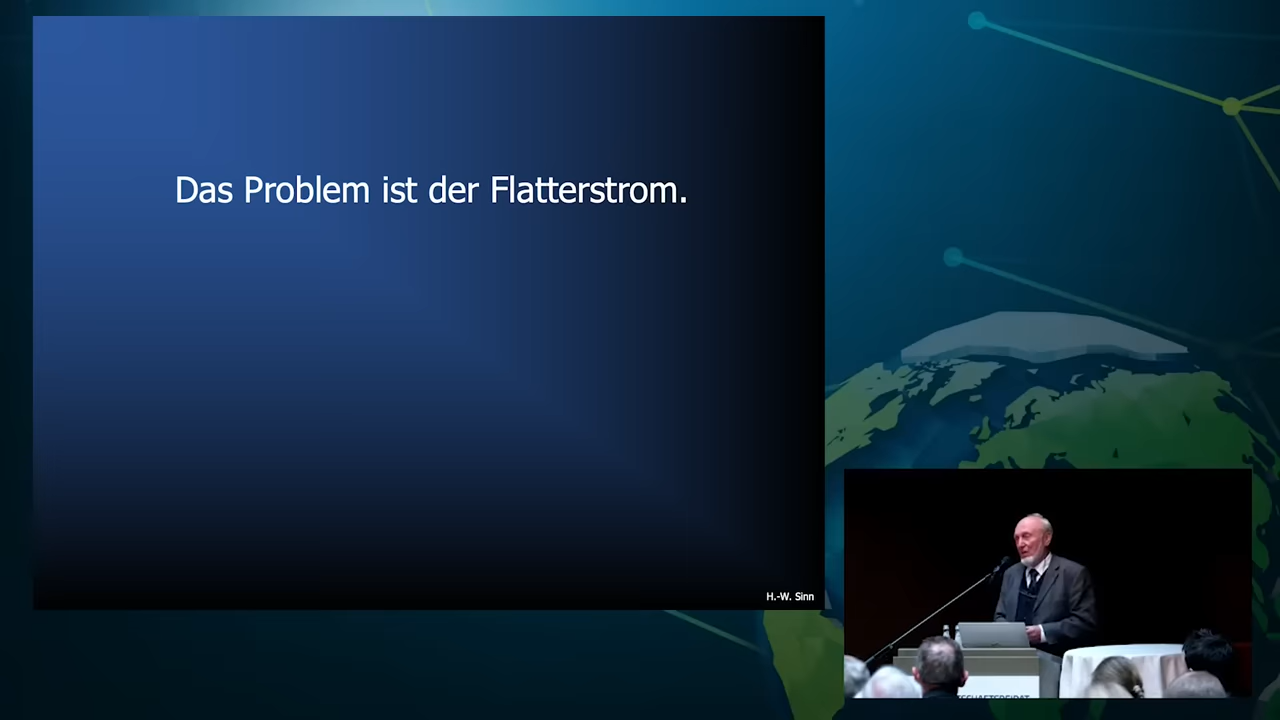 Das Problem ist der Flatterstrom.
H.-W. Sinn